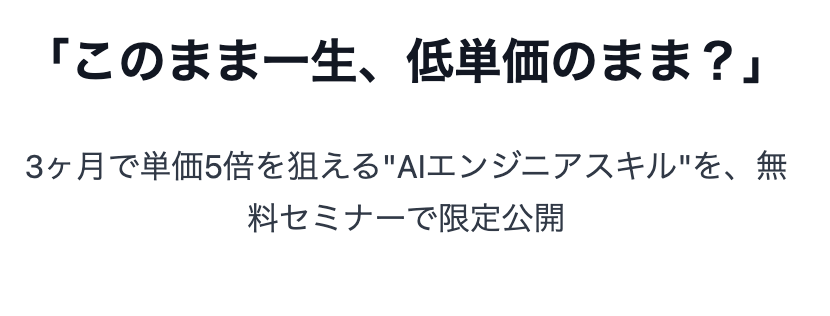 「このまま一生、低単価のまま？」
3ヶ月で単価5倍を狙える"AIエンジニアスキル"を、無
料セミナーで限定公開